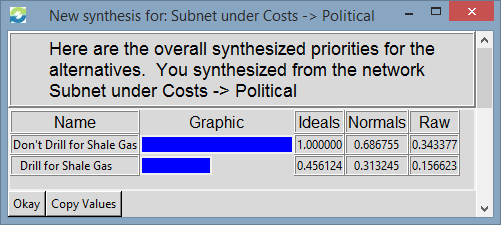 New synthesis for: Subnet under Costs -> Political
Here are the overall synthesized priorities for the
alternatives. You synthesized from the network
Subnet under Costs -> Political
Name Graphic Ideals Normals Raw
Don't Drill for Shale Gas 1.000000 0.686755 0.343377
Drill for Shale Gas 0.456124 0.313245 0.156623
Okay Copy Values